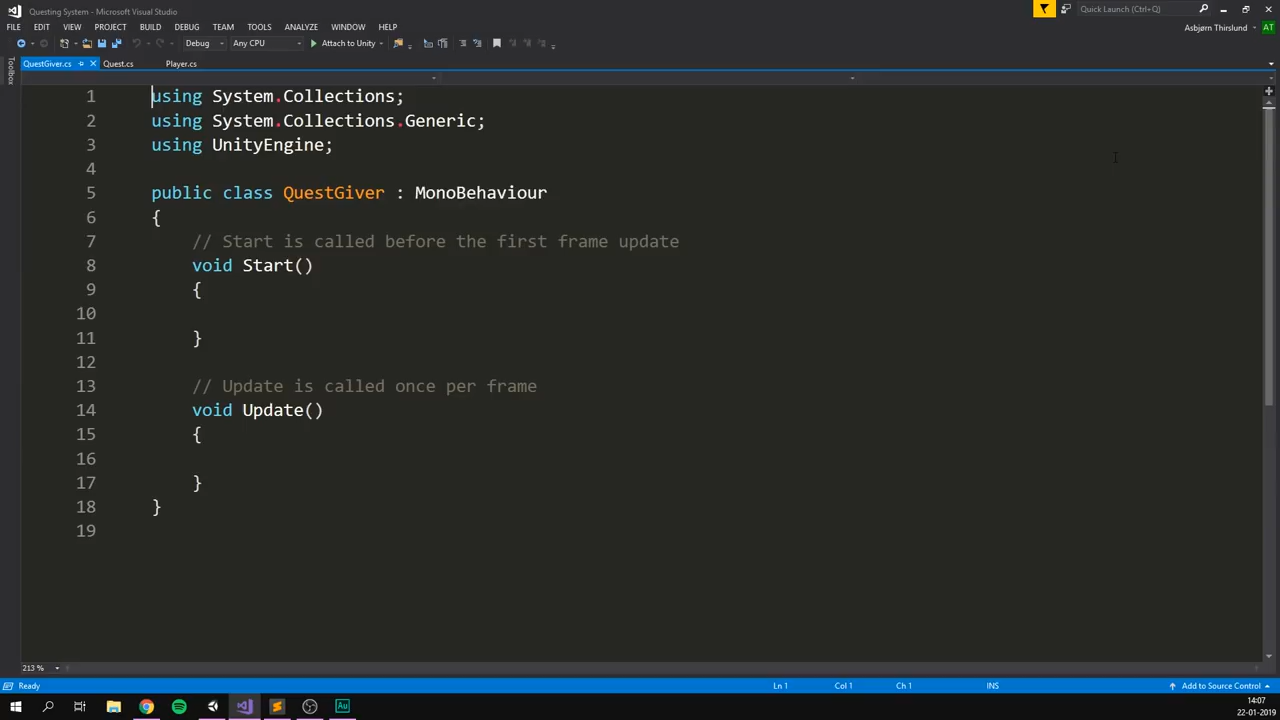 Questing System - Microsoft Visual Studio
Quick Launch (Ctrl+Q)
FILE EDIT VIEW PROJECT BUILD DEBUG TEAM TOOLS ANALYZE WINDOW HELP
Asbjørn Thirslund AT
Debug Any CPU Attach to Unity
Toolbox
QuestGiver.cs Quest.cs Player.cs
1 using System.Collections;
2 using System.Collections.Generic;
3 using UnityEngine;
4
5 public class QuestGiver : MonoBehaviour
6 {
7 // Start is called before the first frame update
8 void Start()
9 {
10
11 }
12
13 // Update is called once per frame
14 void Update()
15 {
16
17 }
18 }
19
213 %
Ready Ln 1 Col 1 Ch 1 INS Add to Source Control
Au
14:07
22-01-2019